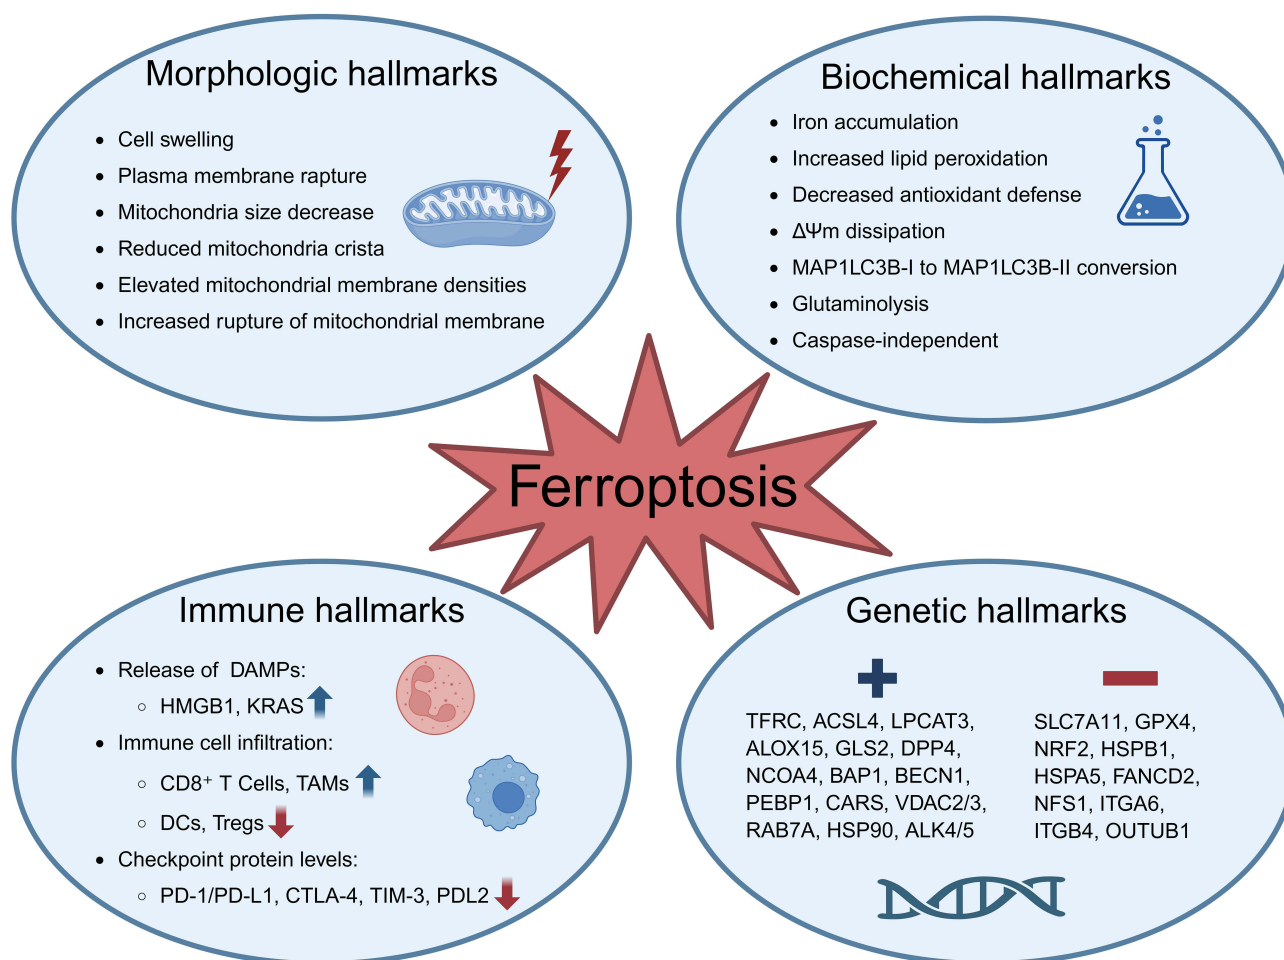 Morphologic hallmarks
• Cell swelling
• Plasma membrane rapture
• Mitochondria size decrease
• Reduced mitochondria crista
• Elevated mitochondrial membrane densities
• Increased rupture of mitochondrial membrane
Biochemical hallmarks
• Iron accumulation
• Increased lipid peroxidation
• Decreased antioxidant defense
• ΔΨm dissipation
• MAP1LC3B-I to MAP1LC3B-II conversion
• Glutaminolysis
• Caspase-independent
Ferroptosis
Immune hallmarks
• Release of DAMPs:
○ HMGB1, KRAS
• Immune cell infiltration:
○ CD8⁺ T Cells, TAMs
○ DCs, Tregs
• Checkpoint protein levels:
○ PD-1/PD-L1, CTLA-4, TIM-3, PDL2
Genetic hallmarks
TFRC, ACSL4, LPCAT3,
ALOX15, GLS2, DPP4,
NCOA4, BAP1, BECN1,
PEBP1, CARS, VDAC2/3,
RAB7A, HSP90, ALK4/5
SLC7A11, GPX4,
NRF2, HSPB1,
HSPA5, FANCD2,
NFS1, ITGA6,
ITGB4, OUTUB1